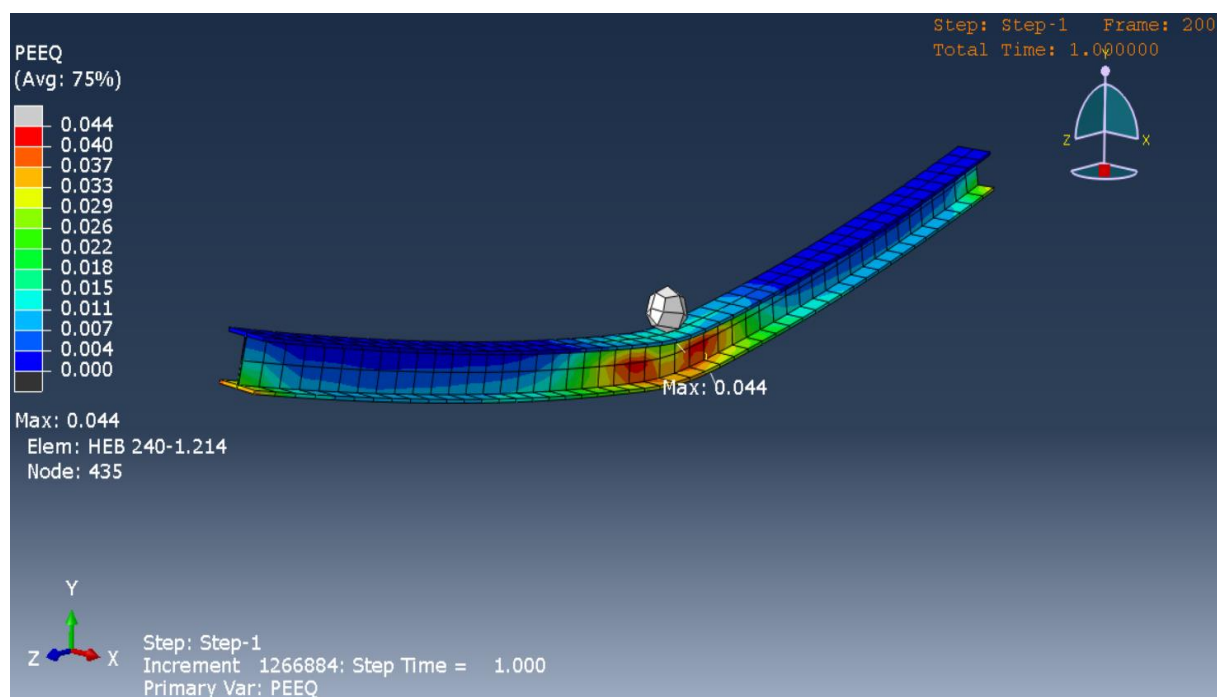 Step: Step-1 Frame: 200
Total Time: 1.000000
PEEQ
(Avg: 75%)
0.044
0.040
0.037
0.033
0.029
0.026
0.022
0.018
0.015
0.011
0.007
0.004
0.000
Max: 0.044
Elem: HEB 240-1.214
Node: 435
Y
Z
X
Max: 0.044
Y
Z
X
Step: Step-1
Increment 1266884: Step Time = 1.000
Primary Var: PEEQ